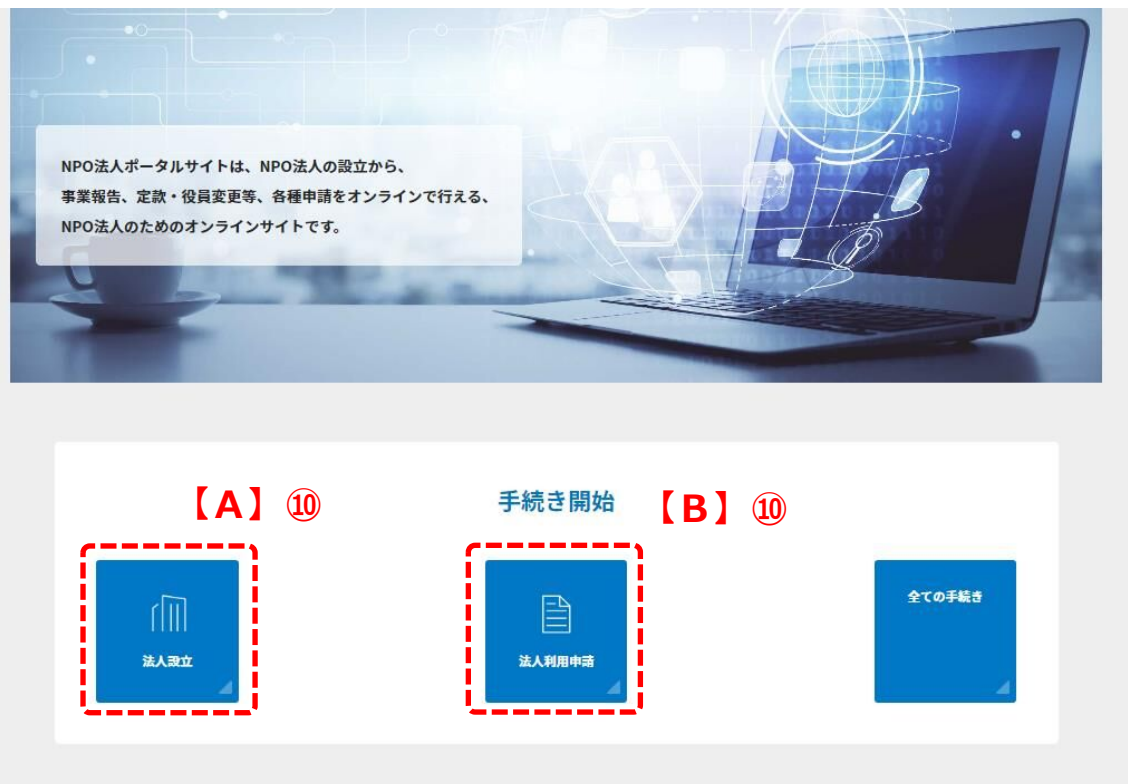 NPO法人ポータルサイトは、NPO法人の設立から、
事業報告、定款・役員変更等、各種申請をオンラインで行える、
NPO法人のためのオンラインサイトです。
【A】⑩
手続き開始
【B】⑩
法人設立
法人利用申請
全ての手続き